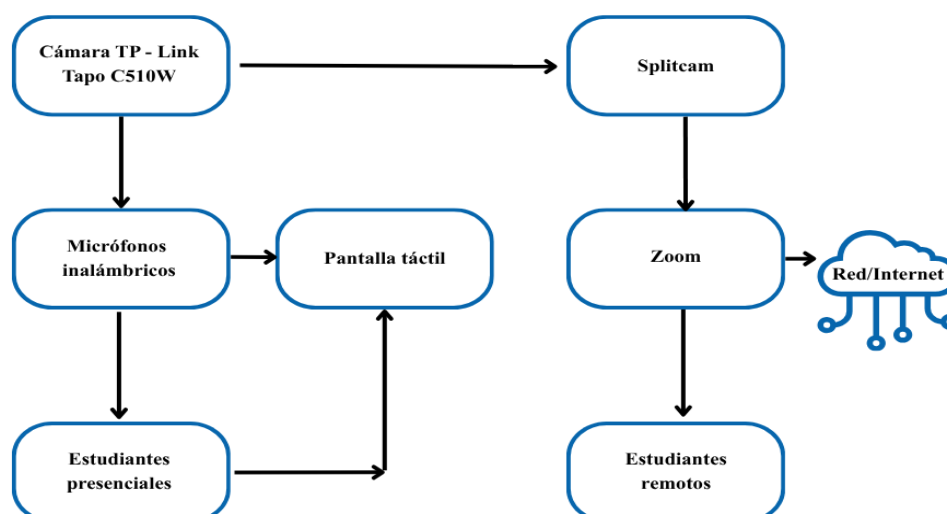 Cámara TP - Link
Tapo C510W
Splitcam
Micrófonos
inalámbricos
Pantalla táctil
Zoom
Red/Internet
Estudiantes
presenciales
Estudiantes
remotos